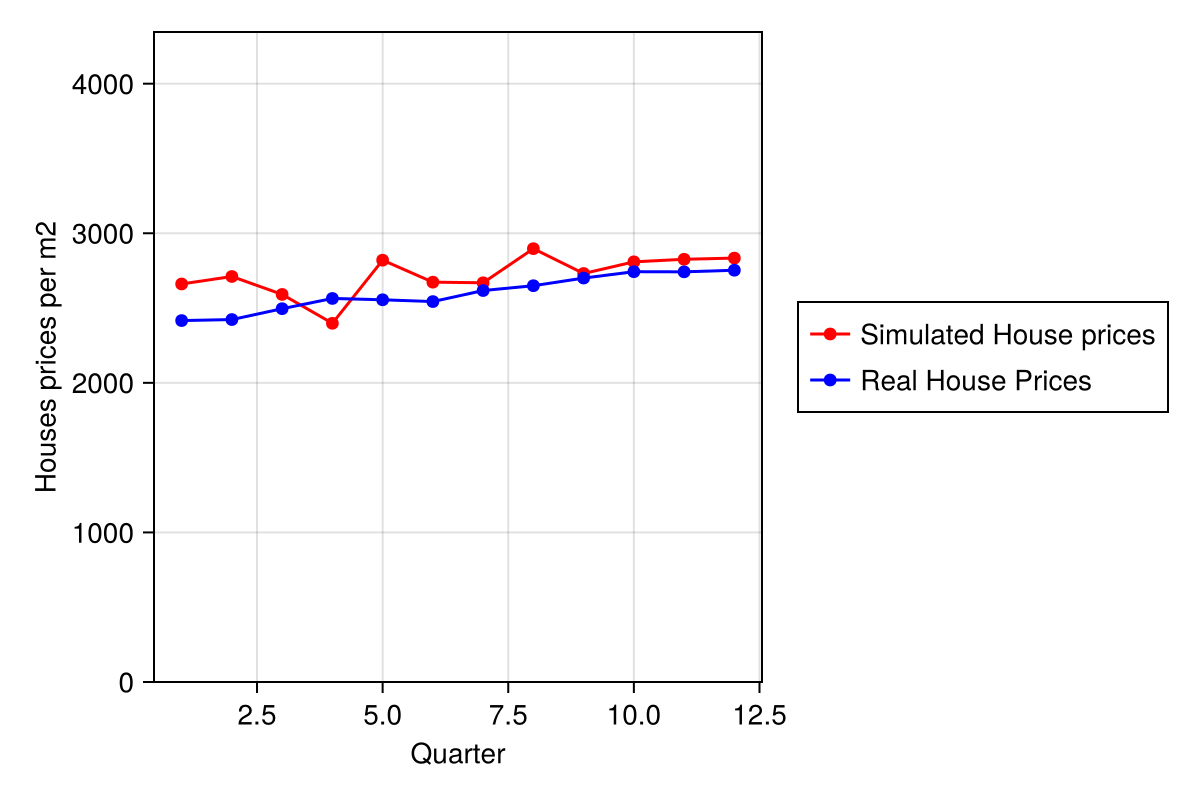 4000
3000
2000
1000
0
Houses prices per m2
2.5 5.0 7.5 10.0 12.5
Quarter
Simulated House prices
Real House Prices